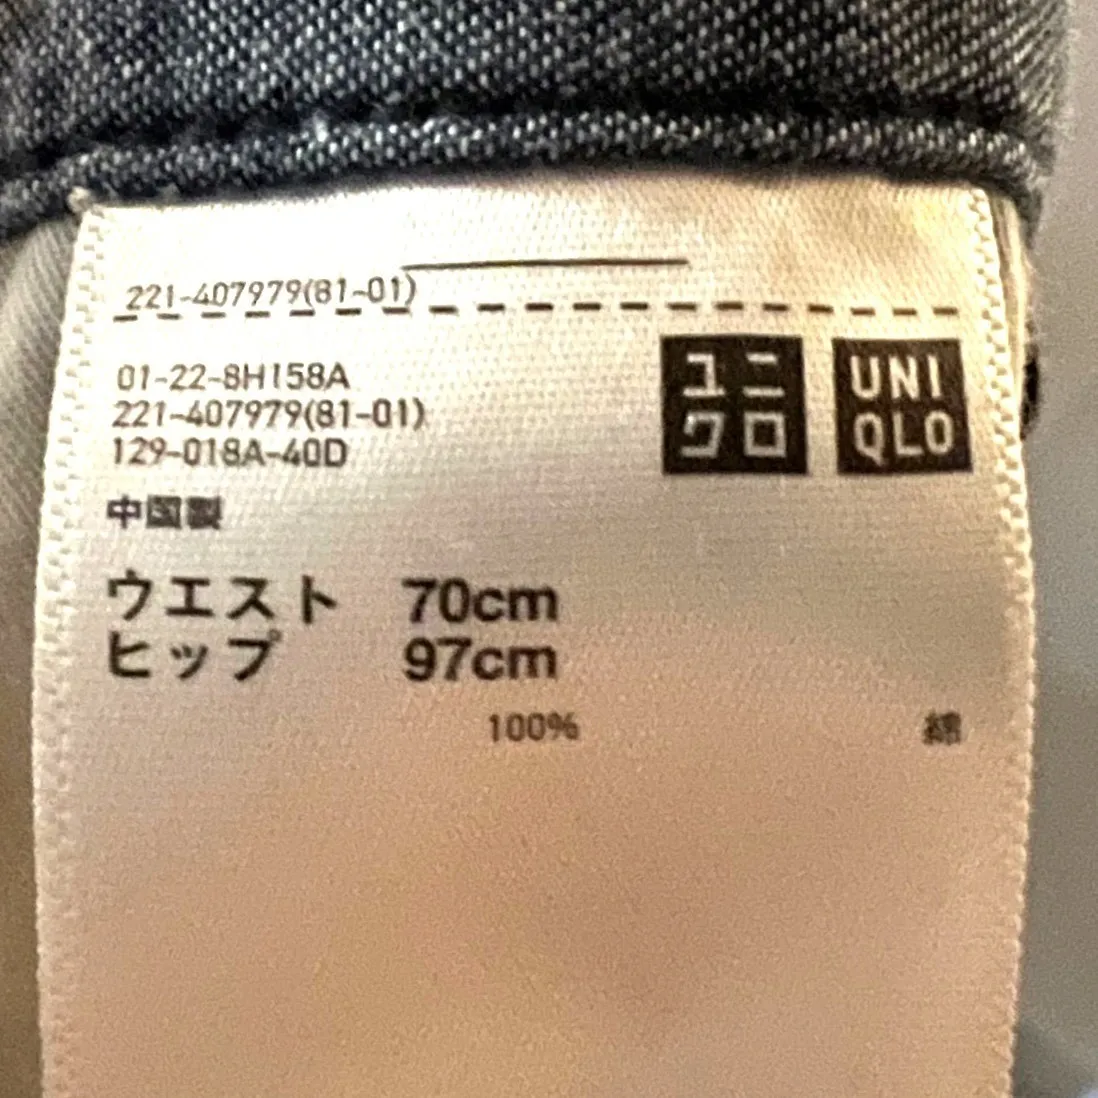 221-407979(81-01)
01-22-8H158A
221-407979(81-01)
129-018A-40D
ユニ
クロ
UNI
QLO
中国製
ウエスト 70cm
ヒップ 97cm
100% 綿